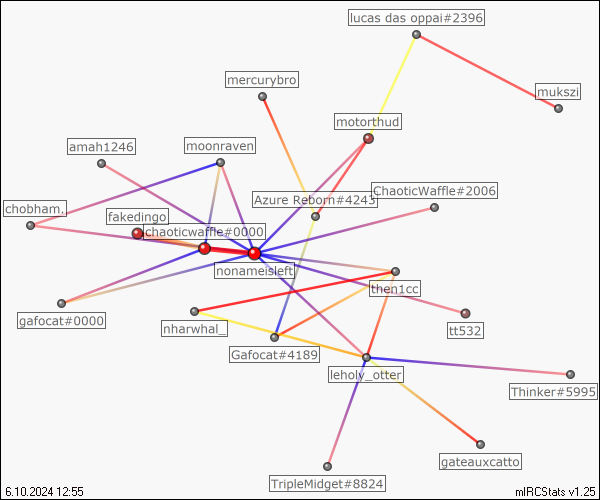 lucas das oppai#2396
mercurybro
mukszi
motorthud
moonraven
amah1246
ChaoticWaffle#2006
Azure Reborn#4243
chobham.
fakedingo
chaoticwaffle#0000
nonameisleft
then1cc
gafocat#0000
nharwhal_
tt532
Gafocat#4189
leholy_otter
Thinker#5995
gateauxcatto
TripleMidget#8824
6.10.2024 12:55
mIRCStats v1.25